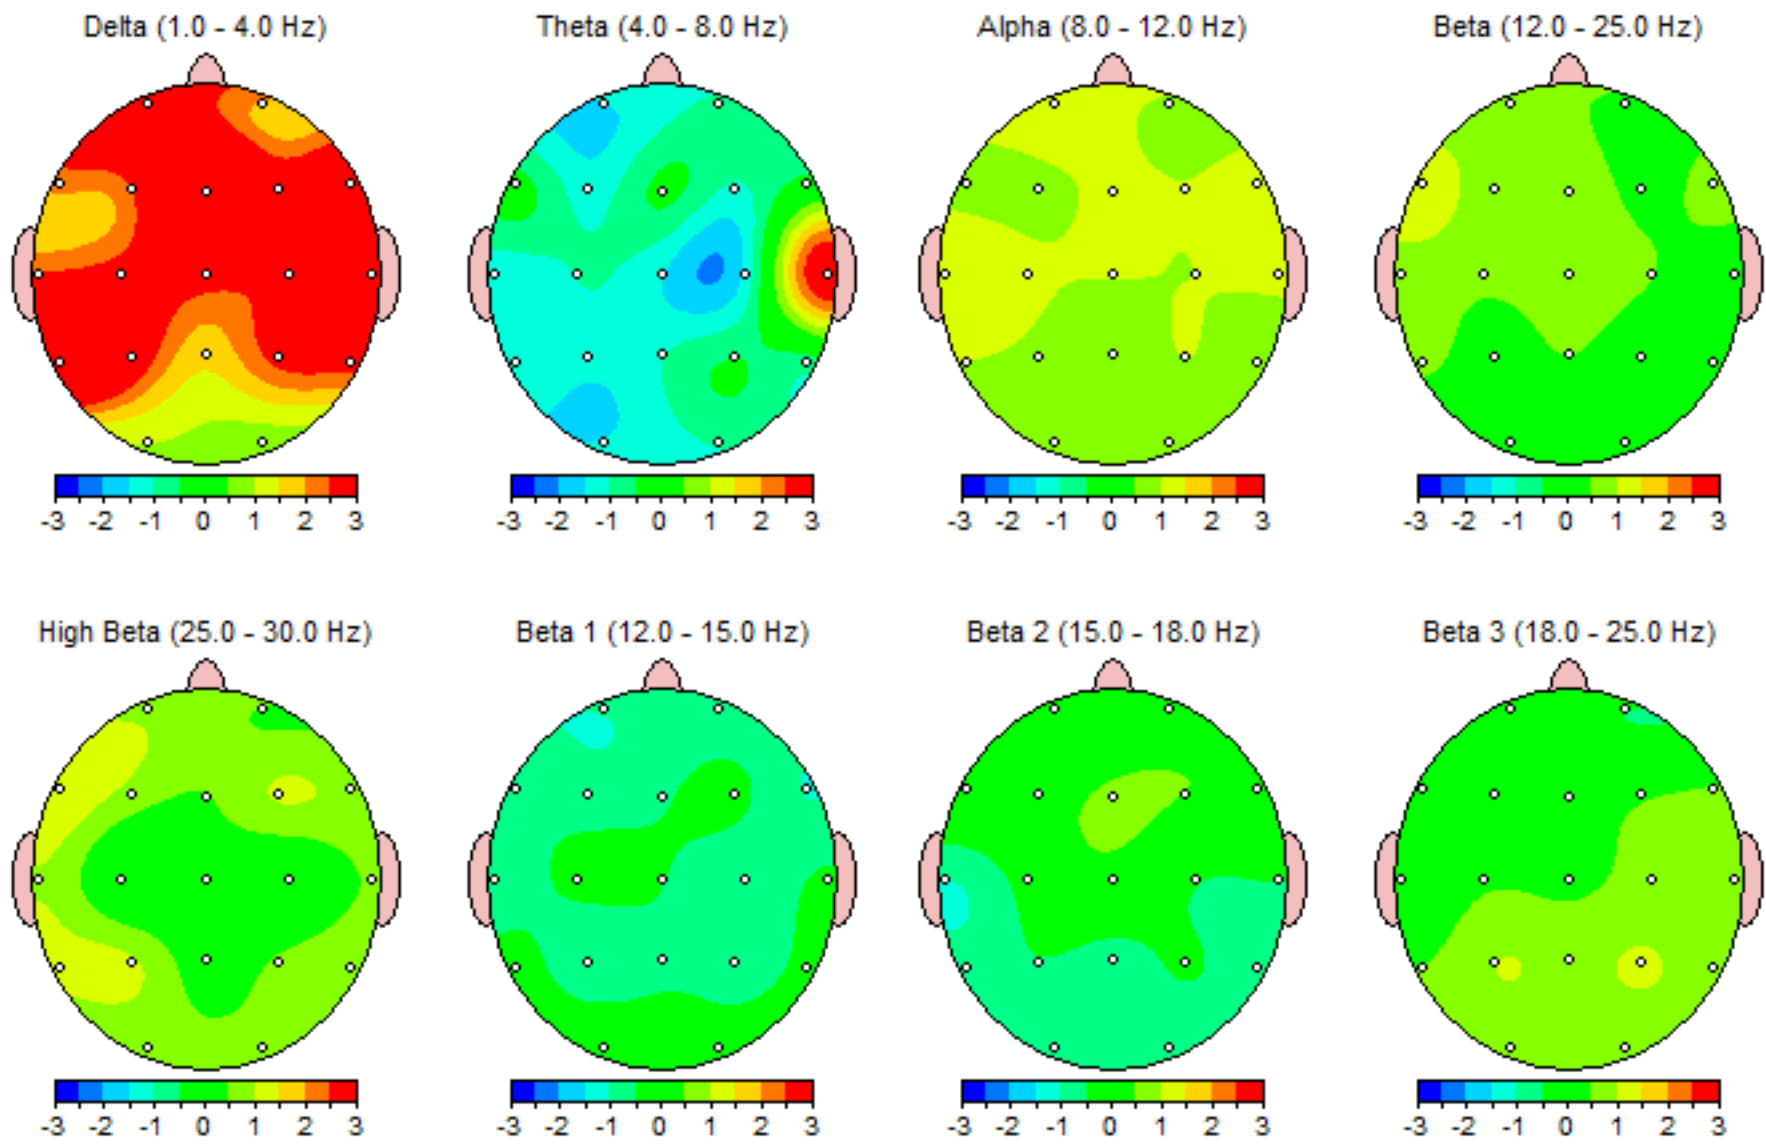 Delta (1.0 - 4.0 Hz)
Theta (4.0 - 8.0 Hz)
Alpha (8.0 - 12.0 Hz)
Beta (12.0 - 25.0 Hz)
-3 -2 -1 0 1 2 3
-3 -2 -1 0 1 2 3
-3 -2 -1 0 1 2 3
-3 -2 -1 0 1 2 3
High Beta (25.0 - 30.0 Hz)
Beta 1 (12.0 - 15.0 Hz)
Beta 2 (15.0 - 18.0 Hz)
Beta 3 (18.0 - 25.0 Hz)
-3 -2 -1 0 1 2 3
-3 -2 -1 0 1 2 3
-3 -2 -1 0 1 2 3
-3 -2 -1 0 1 2 3